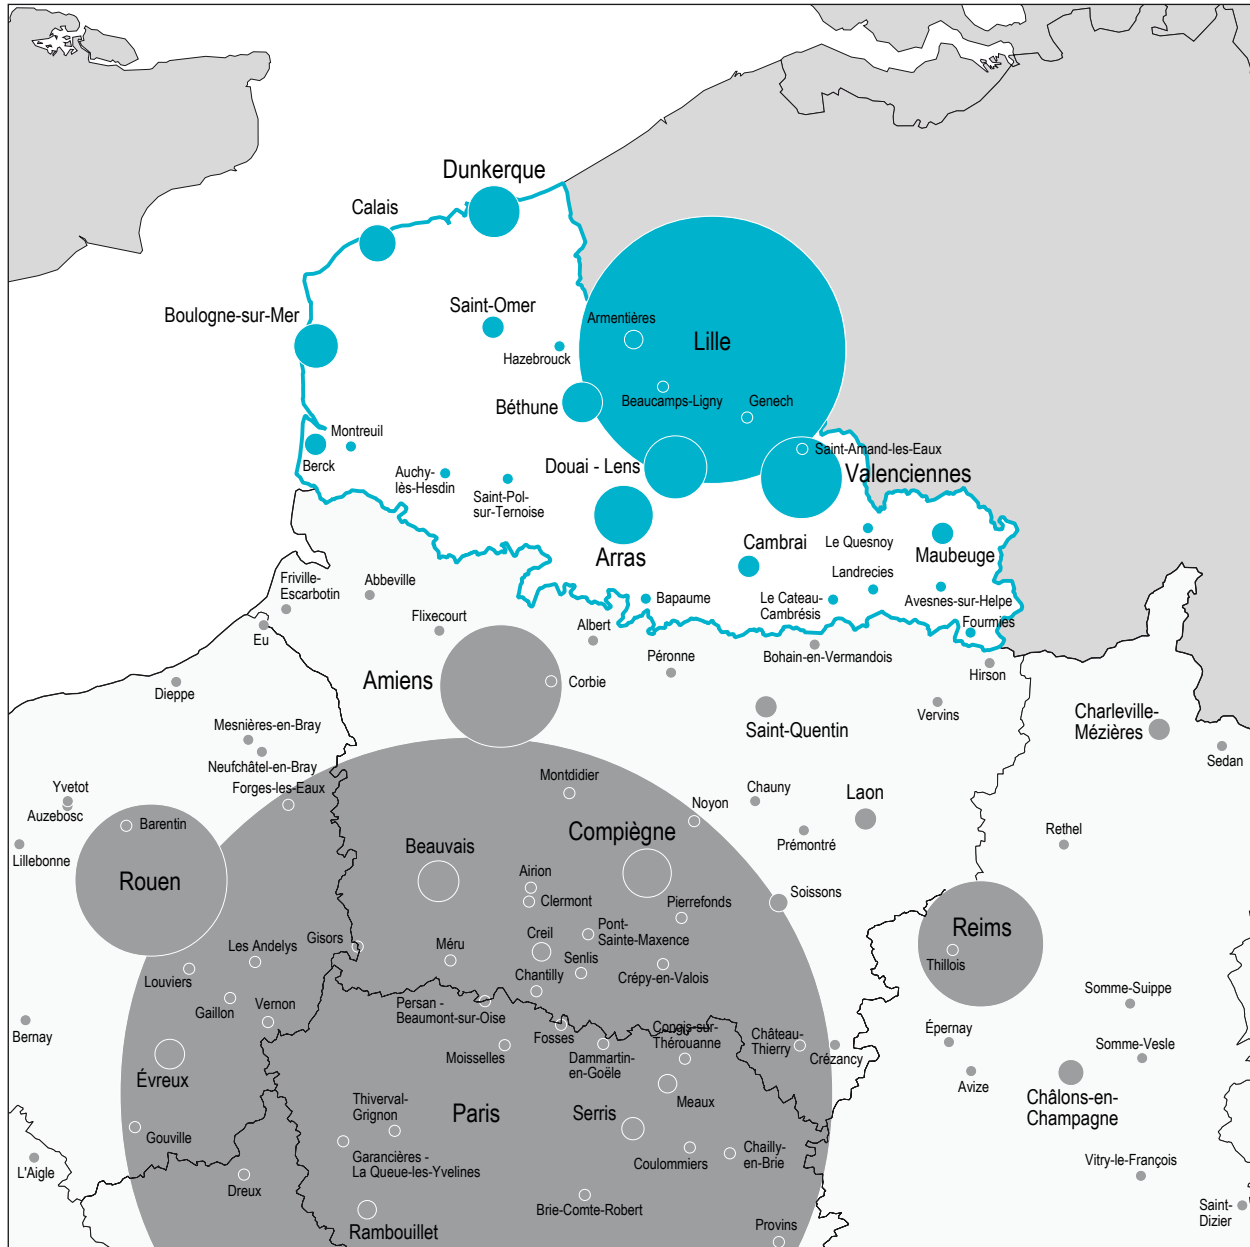 Dunkerque
Calais
Saint-Omer
Boulogne-sur-Mer
Armentières
Lille
Hazebrouck
Beaucamps-Ligny
Genech
Béthune
Montreuil
Berck
Auchy-
lès-Hesdin
Saint-Pol-
sur-Ternoise
Douai - Lens
Saint-Amand-les-Eaux
Valenciennes
Arras
Cambrai
Le Quesnoy
Maubeuge
Landrecies
Bapaume
Le Cateau-
Cambrésis
Avesnes-sur-Helpe
Fourmies
Friville-
Escarbotin
Abbeville
Flixecourt
Albert
Eu
Péronne
Bohain-en-Vermandois
Hirson
Amiens
Corbie
Dieppe
Vervins
Mesnières-en-Bray
Saint-Quentin
Charleville-
Mézières
Neufchâtel-en-Bray
Sedan
Yvetot
Forges-les-Eaux
Montdidier
Chauny
Laon
Auzebosc
Noyon
Barentin
Compiègne
Prémontré
Rethel
Lillebonne
Beauvais
Rouen
Airion
Clermont
Soissons
Pierrefonds
Reims
Gisors
Les Andelys
Creil
Pont-
Sainte-Maxence
Méru
Senlis
Thillois
Louviers
Chantilly
Crépy-en-Valois
Gaillon
Vernon
Persan -
Beaumont-sur-Oise
Somme-Suippe
Bernay
Fosses
Congis-sur-
Thérouanne
Château-
Thierry
Crézancy
Épernay
Somme-Vesle
Moisselles
Dammartin-
en-Goële
Évreux
Avize
Meaux
Châlons-en-
Champagne
Thiverval-
Grignon
Paris
Serris
Gouville
Garancières -
La Queue-les-Yvelines
Coulommiers
Chailly-
en-Brie
L'Aigle
Vitry-le-François
Dreux
Brie-Comte-Robert
Saint-
Dizier
Rambouillet
Provins